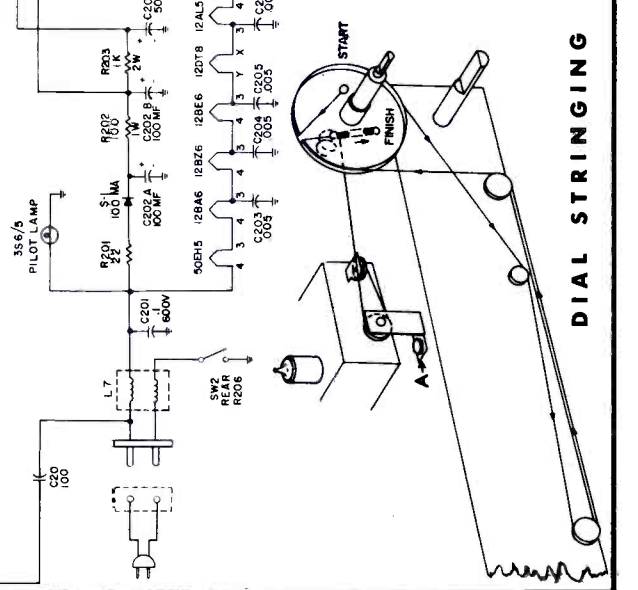 C20
100
L7
SW2
REAR
R206
C201
.1
600V
3S6/5
PILOT LAMP
R201
22
S-1
100 MA
C202 A
100 MF
R202
100
1W
C202 B
100 MF
R203
1K
2W
C20
50
50EH5
4 3
12BA6
4 3
C203
.005
12BZ6
4 3
C204
.005
12BE6
4 3
C205
.005
12DT8
Y X
12AL5
4 3
START
FINISH
A
DIAL STRINGING